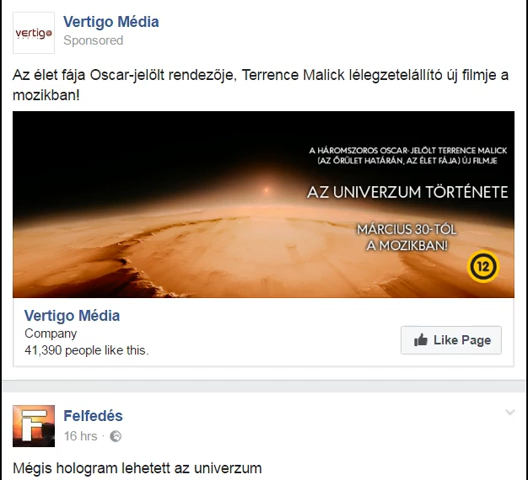 vertigo
Vertigo Média
Sponsored
Az élet fája Oscar-jelölt rendezője, Terrence Malick lélegzetelállító új filmje a
mozikban!
A HÁROMSZOROS OSCAR-JELÖLT TERRENCE MALICK
(AZ ŐRÜLET HATÁRÁN, AZ ÉLET FÁJA) ÚJ FILMJE
AZ UNIVERZUM TÖRTÉNETE
MÁRCIUS 30-TÓL
A MOZIKBAN!
12
Vertigo Média
Company
41,390 people like this.
Like Page
F
Felfedés
16 hrs ·
Mégis hologram lehetett az univerzum